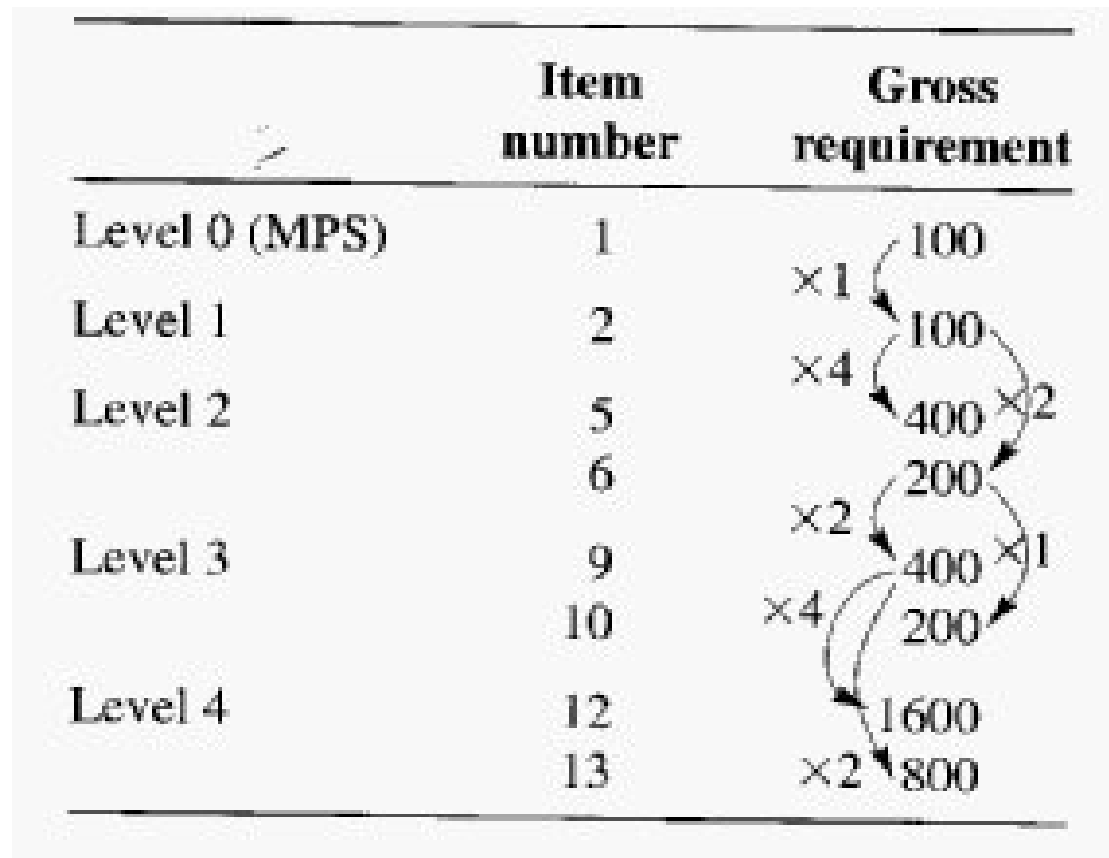 Item Gross
number requirement
Level 0 (MPS) 1 100
×1
Level 1 2 100
×4
Level 2 5 400 ×2
6 200
×2
Level 3 9 400 ×1
10 ×4 200
Level 4 12 1600
13 ×2 800